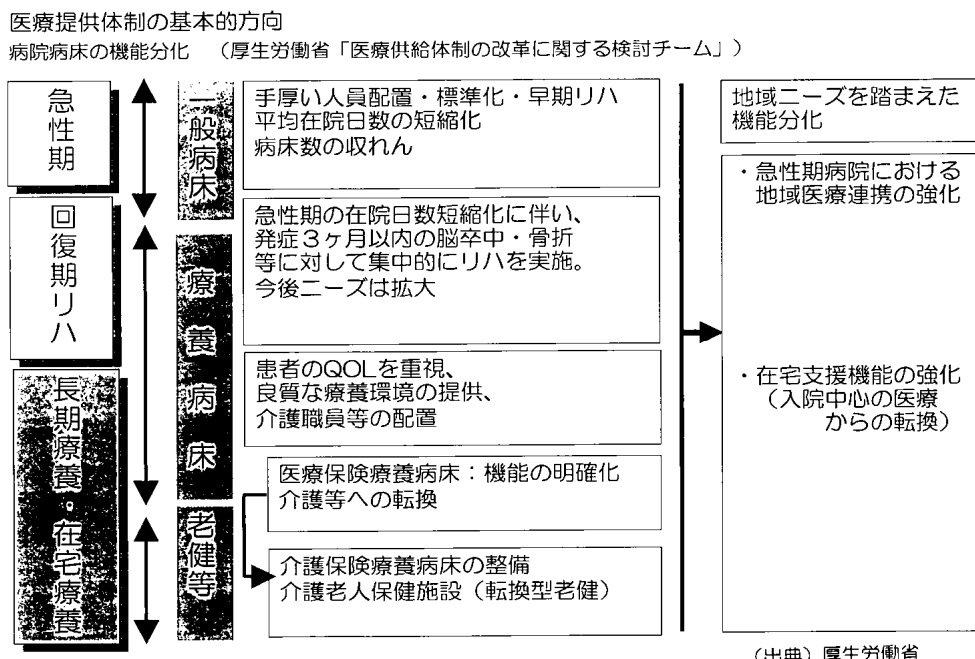 医療提供体制の基本的方向
病院病床の機能分化　（厚生労働省「医療供給体制の改革に関する検討チーム」）
急性期
回復期リハ
長期療養・在宅療養
一般病床
療養病床
老健等
手厚い人員配置・標準化・早期リハ
平均在院日数の短縮化
病床数の収れん
急性期の在院日数短縮化に伴い、
発症３ヶ月以内の脳卒中・骨折
等に対して集中的にリハを実施。
今後ニーズは拡大
患者のQOLを重視、
良質な療養環境の提供、
介護職員等の配置
医療保険療養病床：機能の明確化
介護等への転換
介護保険療養病床の整備
介護老人保健施設（転換型老健）
地域ニーズを踏まえた
機能分化
・急性期病院における
地域医療連携の強化
・在宅支援機能の強化
（入院中心の医療
からの転換）
（出典）厚生労働省